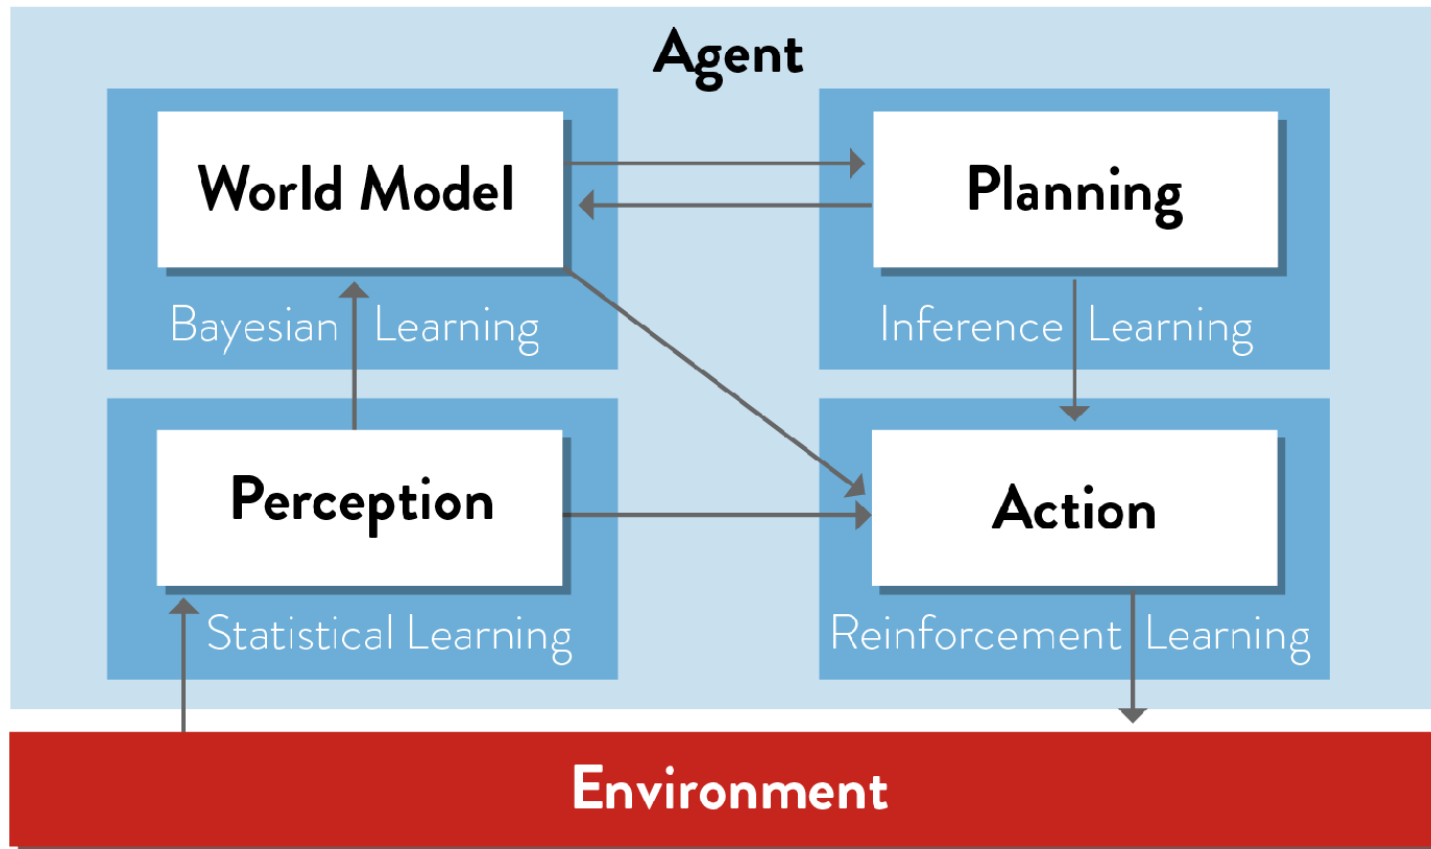 Agent
World Model
Planning
Bayesian Learning
Inference Learning
Perception
Action
Statistical Learning
Reinforcement Learning
Environment